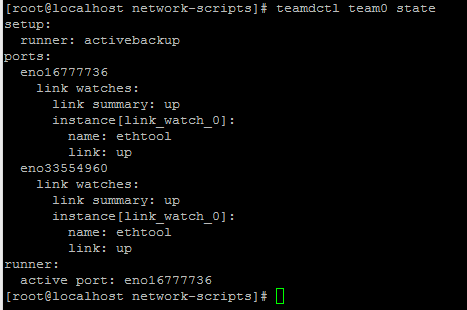 [root@localhost network-scripts]# teamdctl team0 state
setup:
  runner: activebackup
ports:
  eno16777736
    link watches:
      link summary: up
      instance[link_watch_0]:
        name: ethtool
        link: up
  eno33554960
    link watches:
      link summary: up
      instance[link_watch_0]:
        name: ethtool
        link: up
runner:
  active port: eno16777736
[root@localhost network-scripts]#